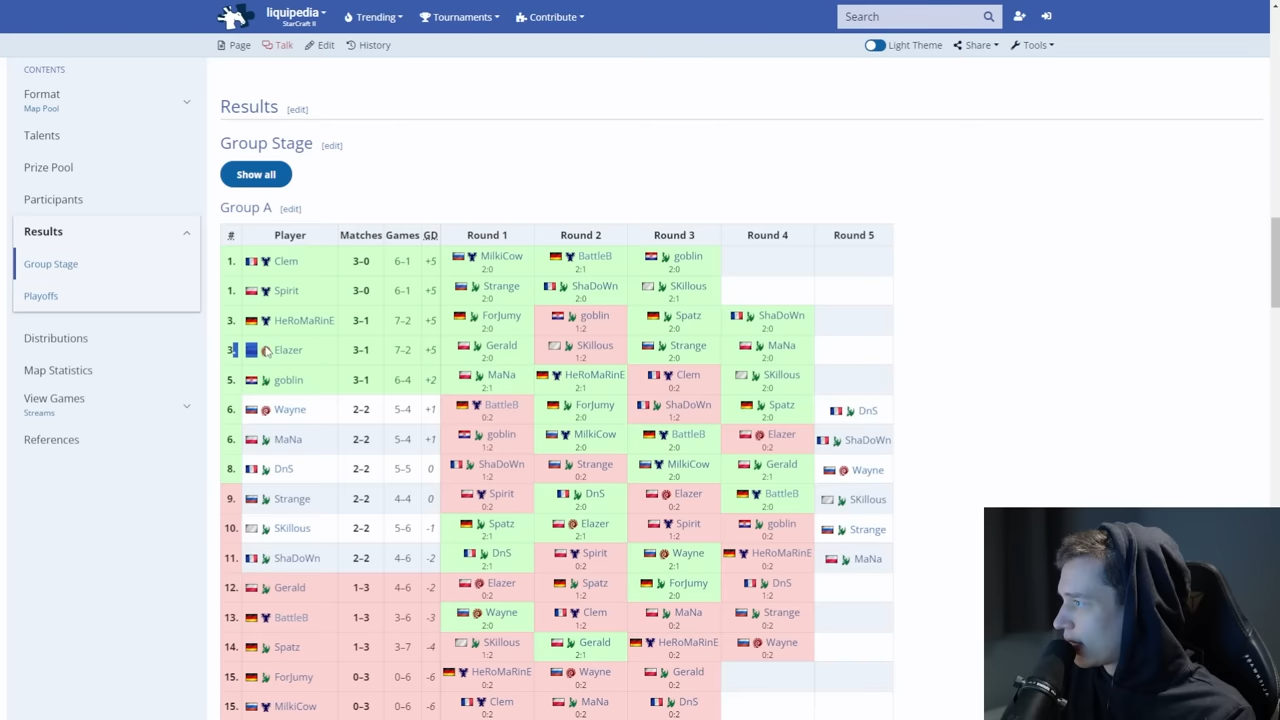 liquipedia
StarCraft II
Trending
Tournaments
Contribute
Search
Page
Talk
Edit
History
Light Theme
Share
Tools
CONTENTS
Format
Map Pool
Talents
Prize Pool
Participants
Results
Group Stage
Playoffs
Distributions
Map Statistics
View Games
Streams
References
Results [edit]
Group Stage [edit]
Show all
Group A [edit]
# Player Matches Games GD Round 1 Round 2 Round 3 Round 4 Round 5
1. Clem 3-0 6–1 +5 MilkiCow 2:0 BattleB 2:1 goblin 2:0
1. Spirit 3-0 6–1 +5 Strange 2:0 ShaDoWn 2:0 SKillous 2:1
3. HeRoMaRinE 3-1 7–2 +5 ForJumy 2:0 goblin 1:2 Spatz 2:0 ShaDoWn 2:0
3. Elazer 3-1 7–2 +5 Gerald 2:0 SKillous 1:2 Strange 2:0 MaNa 2:0
5. goblin 3-1 6–4 +2 MaNa 2:1 HeRoMaRinE 2:1 Clem 0:2 SKillous 2:0
6. Wayne 2-2 5–4 +1 BattleB 0:2 ForJumy 2:0 ShaDoWn 1:2 Spatz 2:0 DnS
6. MaNa 2-2 5–4 +1 goblin 1:2 MilkiCow 2:0 BattleB 2:0 Elazer 0:2 ShaDoWn
8. DnS 2-2 5–5 0 ShaDoWn 1:2 Strange 0:2 MilkiCow 2:0 Gerald 2:1 Wayne
9. Strange 2-2 4–4 0 Spirit 0:2 DnS 2:0 Elazer 0:2 BattleB 2:0 SKillous
10. SKillous 2-2 5–6 -1 Spatz 2:1 Elazer 2:1 Spirit 1:2 goblin 0:2 Strange
11. ShaDoWn 2-2 4–6 -2 DnS 2:1 Spirit 0:2 Wayne 2:1 HeRoMaRinE 0:2 MaNa
12. Gerald 1-3 4–6 -2 Elazer 0:2 Spatz 1:2 ForJumy 2:0 DnS 1:2
13. BattleB 1-3 3–6 -3 Wayne 2:0 Clem 1:2 MaNa 0:2 Strange 0:2
14. Spatz 1-3 3–7 -4 SKillous 1:2 Gerald 2:1 HeRoMaRinE 0:2 Wayne 0:2
15. ForJumy 0-3 0–6 -6 HeRoMaRinE 0:2 Wayne 0:2 Gerald 0:2
15. MilkiCow 0-3 0–6 -6 Clem 0:2 MaNa 0:2 DnS 0:2